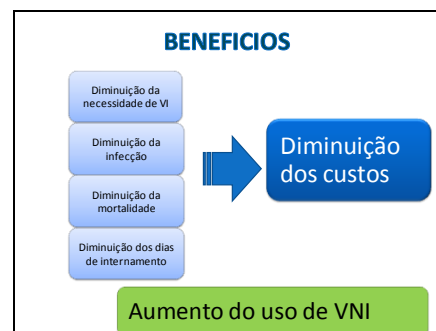 BENEFICIOS
Diminuição da
necessidade de VI
Diminuição da
infecção
Diminuição da
mortalidade
Diminuição dos dias
de internamento
Diminuição
dos custos
Aumento do uso de VNI